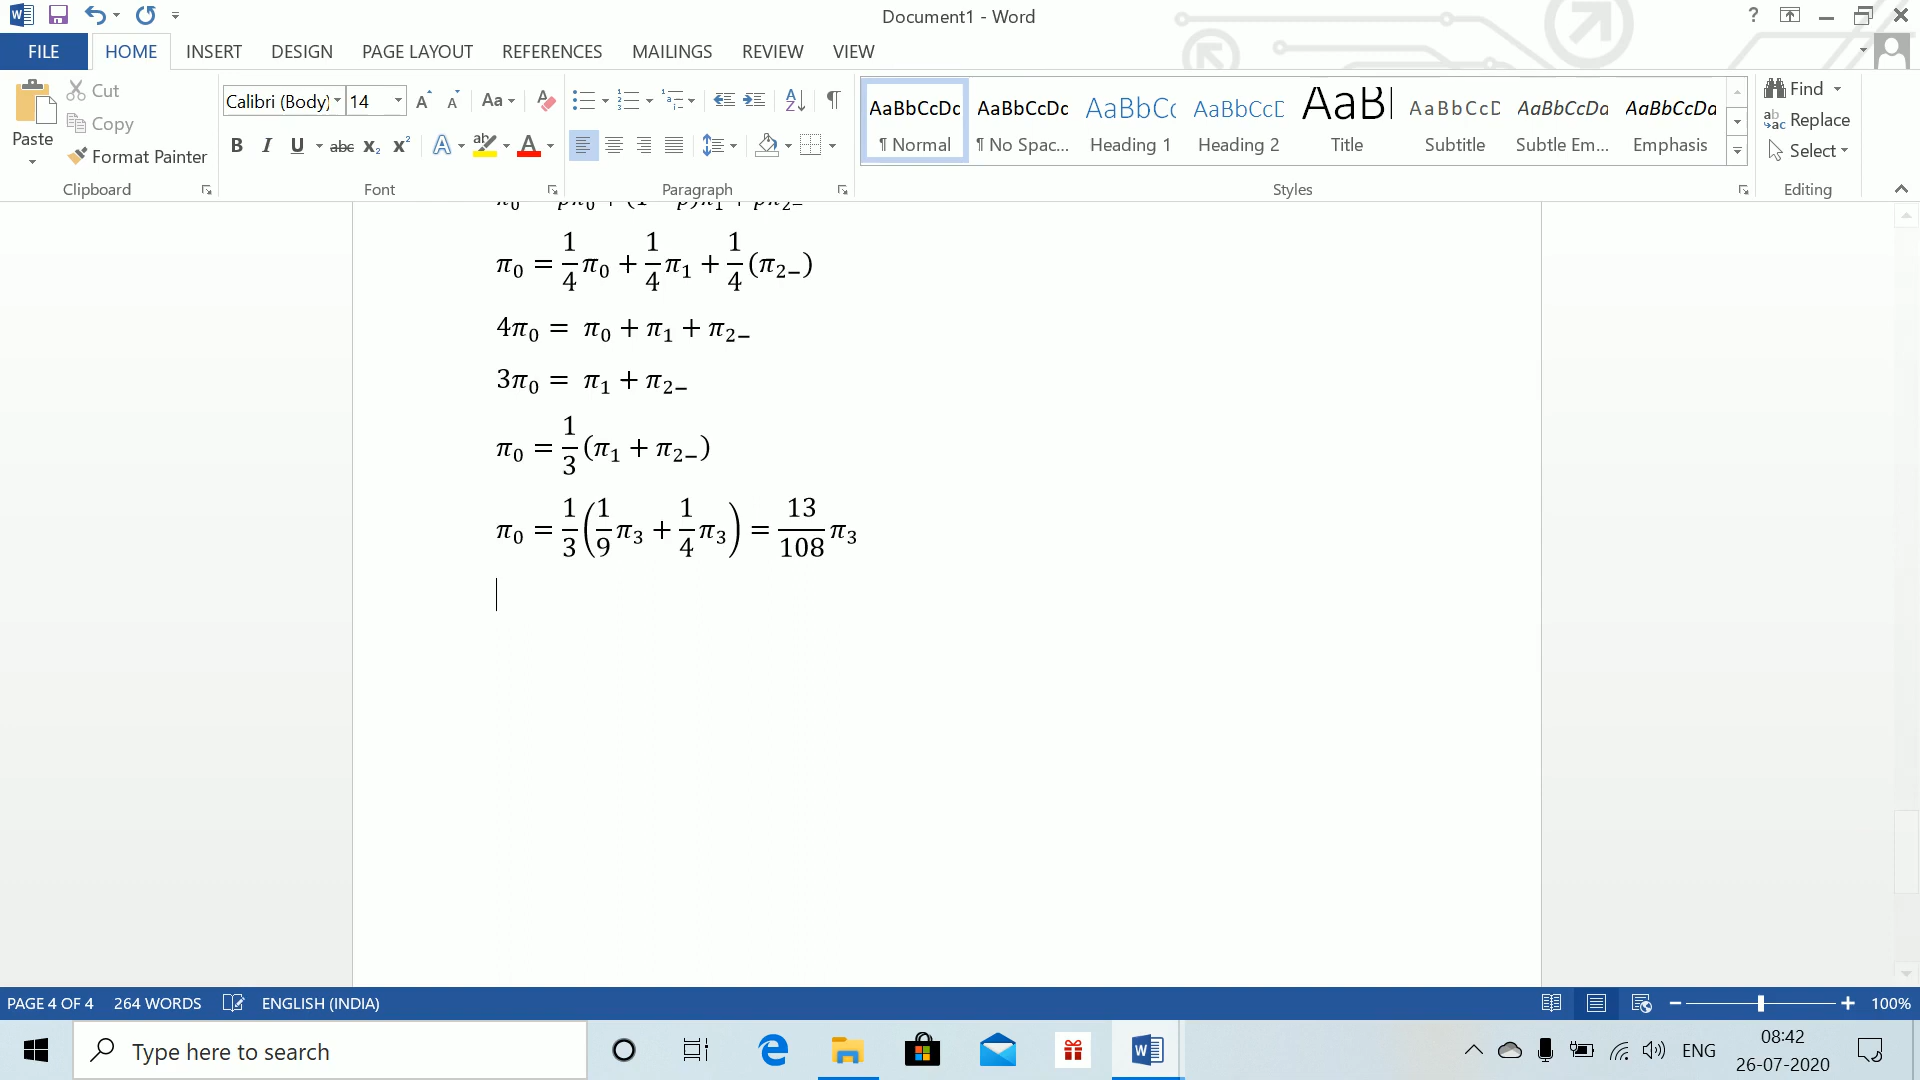 Document1 - Word
?
FILE HOME INSERT DESIGN PAGE LAYOUT REFERENCES MAILINGS REVIEW VIEW
Paste
Cut
Copy
Format Painter
Clipboard
Calibri (Body) 14
Font
Paragraph
AaBbCcDc AaBbCcDc AaBbCc AaBbCcD AaB AaBbCcD AaBbCcDa AaBbCcDa
¶ Normal ¶ No Spac... Heading 1 Heading 2 Title Subtitle Subtle Em... Emphasis
Styles
Find
Replace
Select
Editing
π₀ = 1/4 π₀ + 1/4 π₁ + 1/4 (π₂₋)
4π₀ = π₀ + π₁ + π₂₋
3π₀ = π₁ + π₂₋
π₀ = 1/3 (π₁ + π₂₋)
π₀ = 1/3 (1/9 π₃ + 1/4 π₃) = 13/108 π₃
PAGE 4 OF 4 264 WORDS ENGLISH (INDIA) 100%
Type here to search
ENG
08:42
26-07-2020